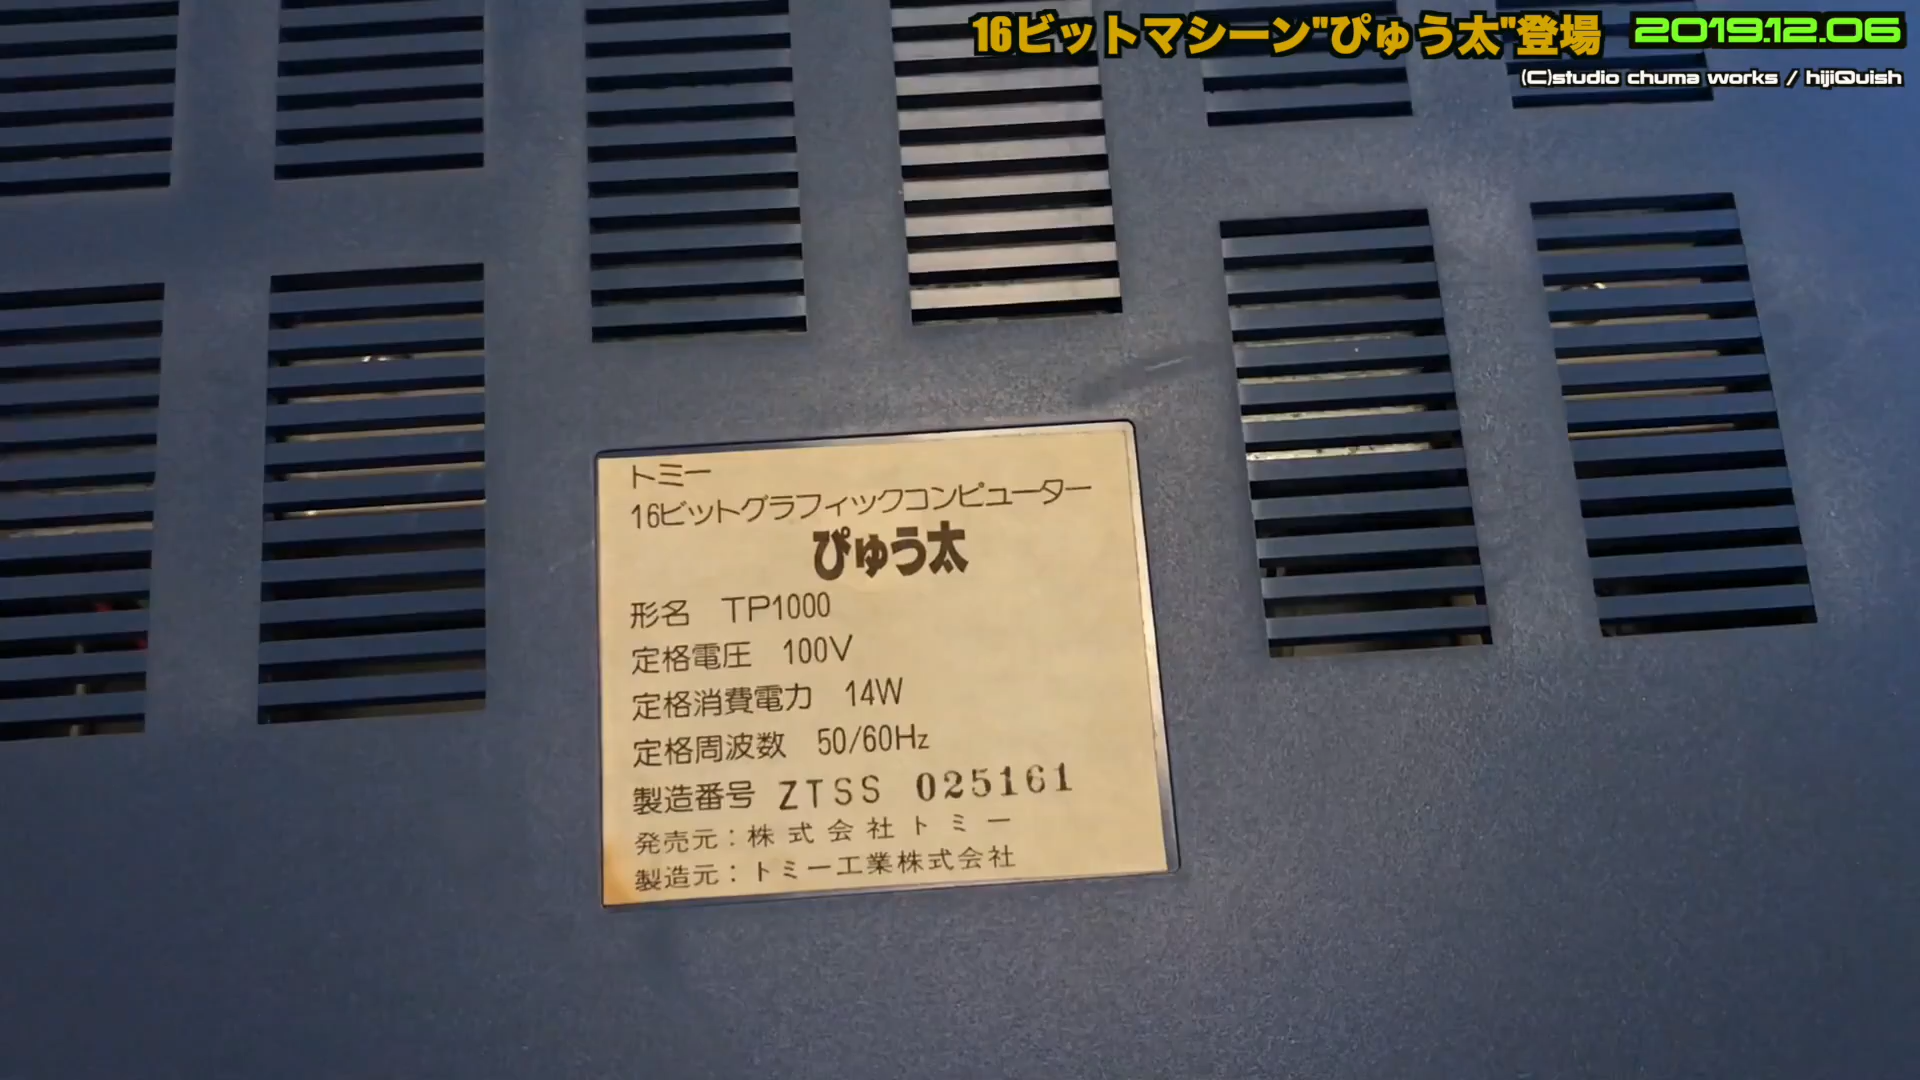 16ビットマシーン"ぴゅう太"登場 2019.12.06
(C)studio chuma works / hijiQuish
トミー
16ビットグラフィックコンピューター
ぴゅう太
形名 TP1000
定格電圧 100V
定格消費電力 14W
定格周波数 50/60Hz
製造番号 ZTSS 025161
発売元:株式会社トミー
製造元:トミー工業株式会社